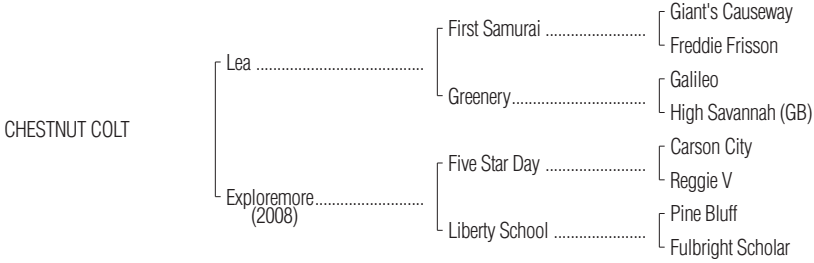 Giant's Causeway
First Samurai ........................
Freddie Frisson
Lea ........................................
Galileo
Greenery................................
High Savannah (GB)
CHESTNUT COLT
Carson City
Five Star Day ........................
Reggie V
Exploremore..........................
(2008)
Pine Bluff
Liberty School ......................
Fulbright Scholar